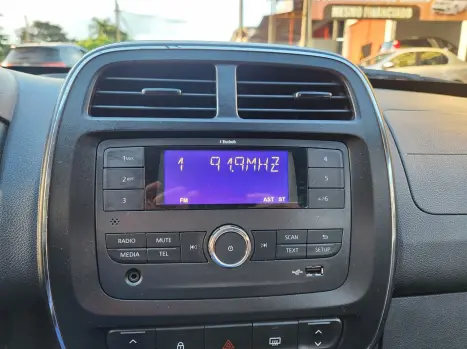 MESMO FINANCIADO
Bluetooth
1 91.9MHZ
FM AST ST
1
2
3
4
5
6
RADIO MUTE SCAN
MEDIA TEL TEXT SETUP